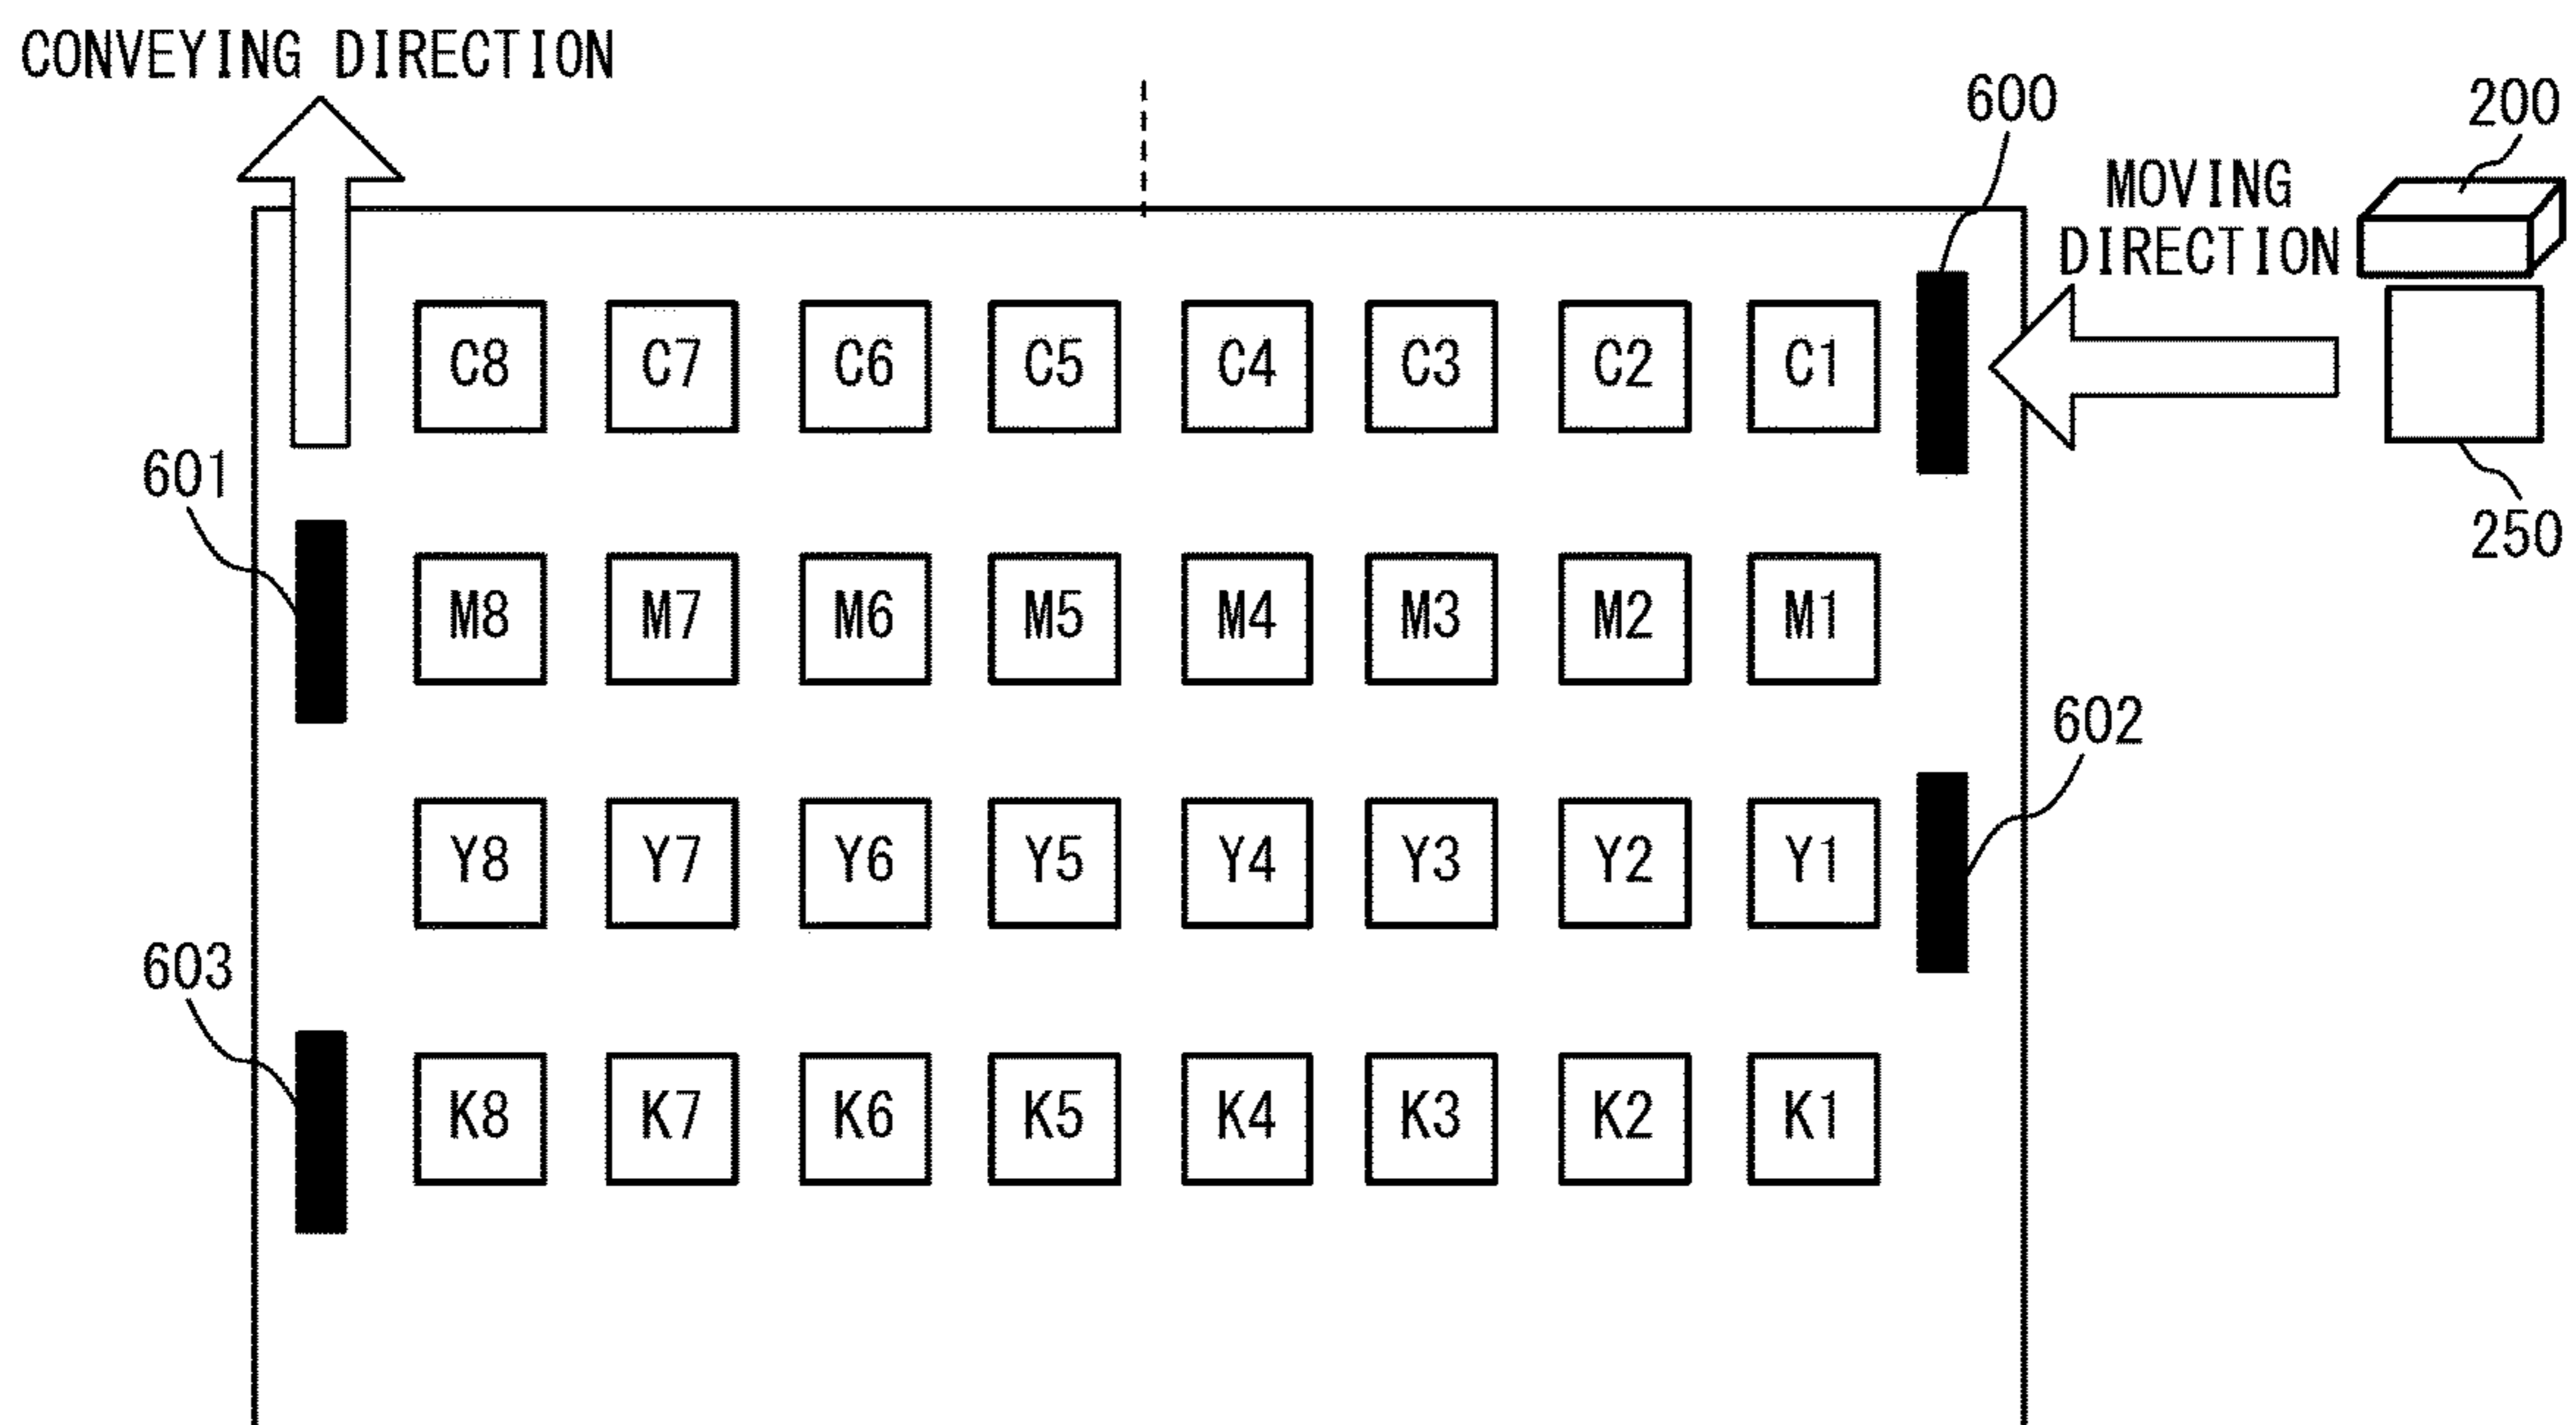 CONVEYING DIRECTION
600
200
MOVING
DIRECTION
C8 C7 C6 C5 C4 C3 C2 C1
601
250
M8 M7 M6 M5 M4 M3 M2 M1
602
Y8 Y7 Y6 Y5 Y4 Y3 Y2 Y1
603
K8 K7 K6 K5 K4 K3 K2 K1